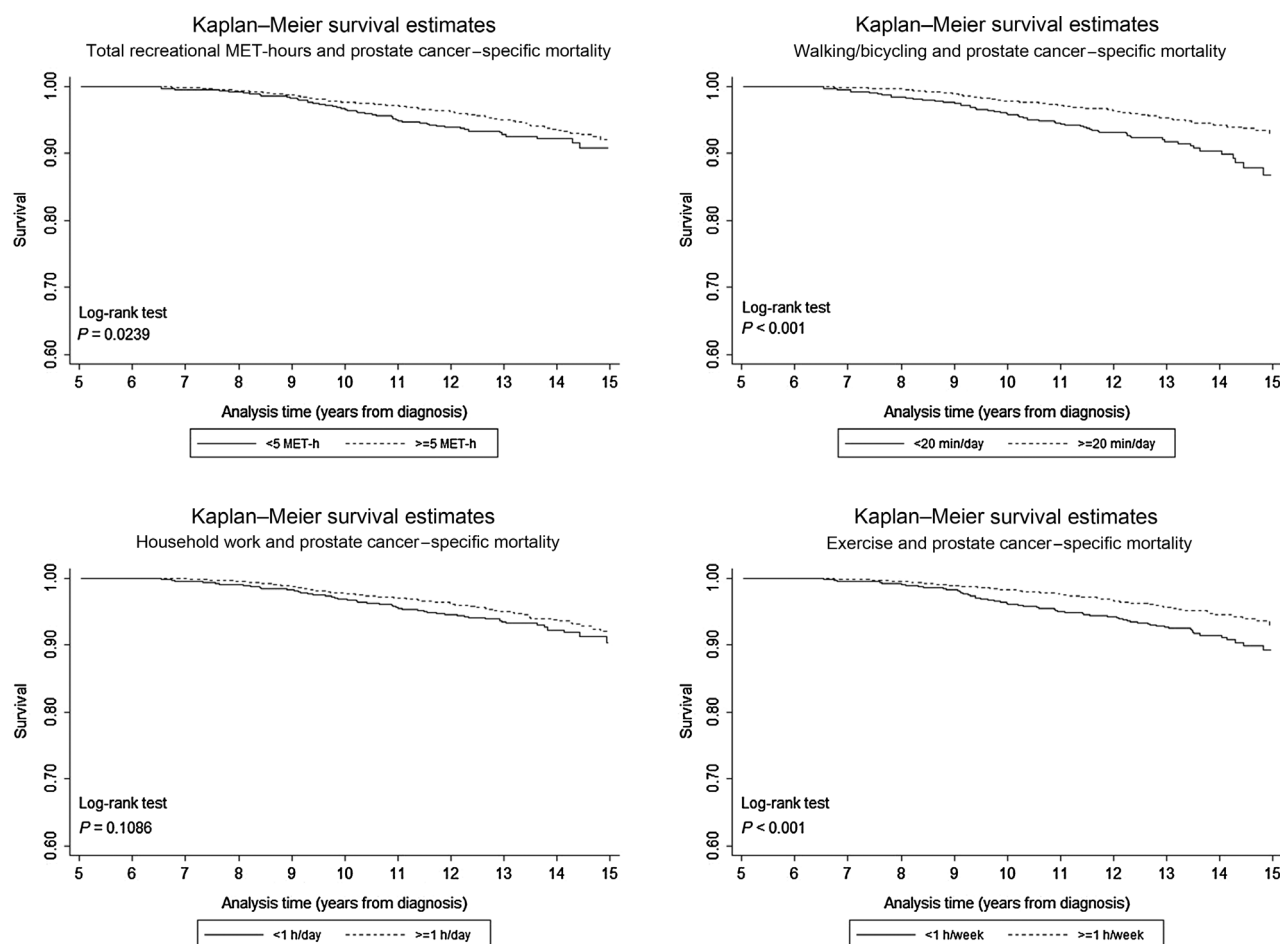 Kaplan–Meier survival estimates
Total recreational MET-hours and prostate cancer–specific mortality
1.00
0.90
0.80
0.70
0.60
Survival
Log-rank test
P = 0.0239
5 6 7 8 9 10 11 12 13 14 15
Analysis time (years from diagnosis)
<5 MET-h >=5 MET-h
Kaplan–Meier survival estimates
Walking/bicycling and prostate cancer–specific mortality
1.00
0.90
0.80
0.70
0.60
Survival
Log-rank test
P < 0.001
5 6 7 8 9 10 11 12 13 14 15
Analysis time (years from diagnosis)
<20 min/day >=20 min/day
Kaplan–Meier survival estimates
Household work and prostate cancer–specific mortality
1.00
0.90
0.80
0.70
0.60
Survival
Log-rank test
P = 0.1086
5 6 7 8 9 10 11 12 13 14 15
Analysis time (years from diagnosis)
<1 h/day >=1 h/day
Kaplan–Meier survival estimates
Exercise and prostate cancer–specific mortality
1.00
0.90
0.80
0.70
0.60
Survival
Log-rank test
P < 0.001
5 6 7 8 9 10 11 12 13 14 15
Analysis time (years from diagnosis)
<1 h/week >=1 h/week